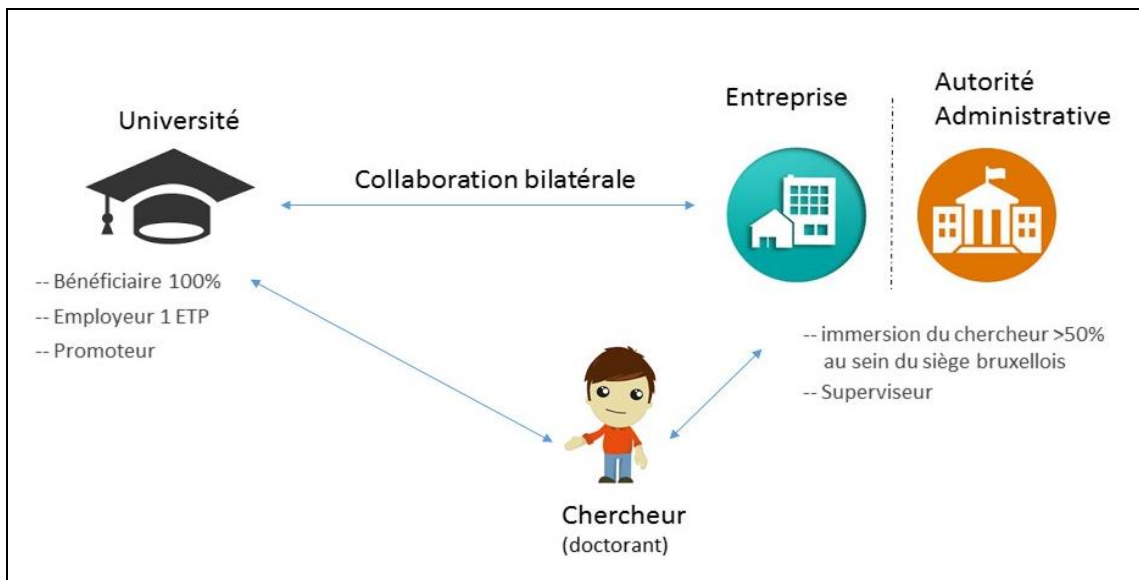 Université
Collaboration bilatérale
Entreprise
Autorité
Administrative
-- Bénéficiaire 100%
-- Employeur 1 ETP
-- Promoteur
-- immersion du chercheur >50%
au sein du siège bruxellois
-- Superviseur
Chercheur
(doctorant)